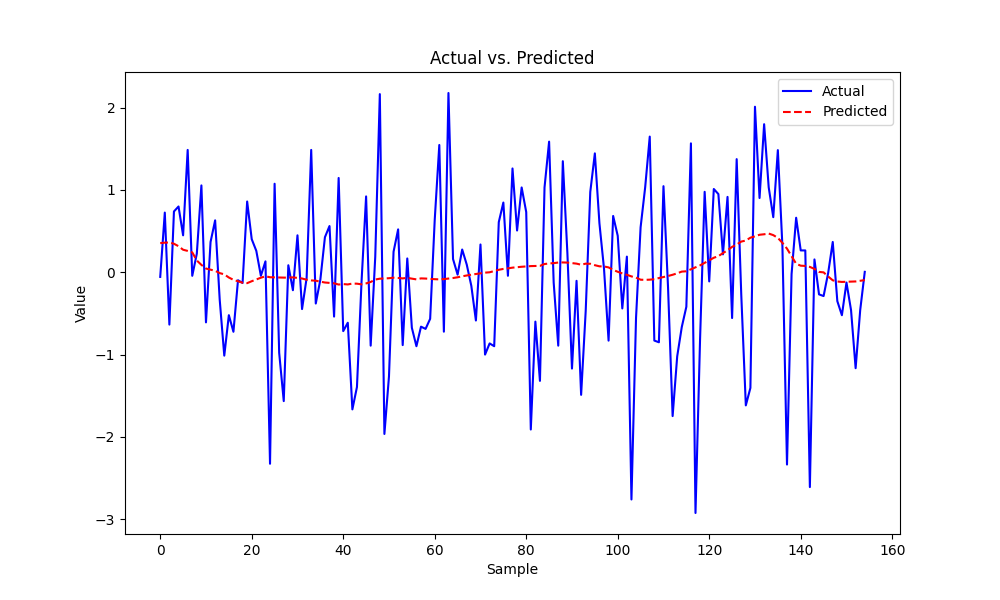 Actual vs. Predicted
Actual
Predicted
2
1
0
−1
−2
−3
Value
0 20 40 60 80 100 120 140 160
Sample